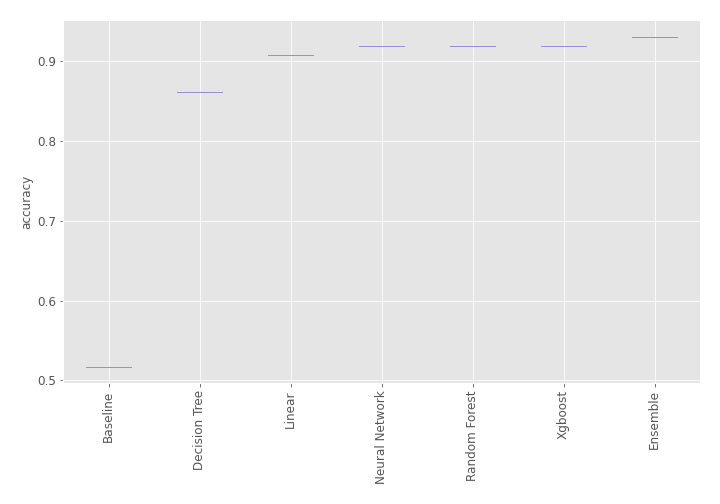 accuracy
0.9
0.8
0.7
0.6
0.5
Baseline
Decision Tree
Linear
Neural Network
Random Forest
Xgboost
Ensemble